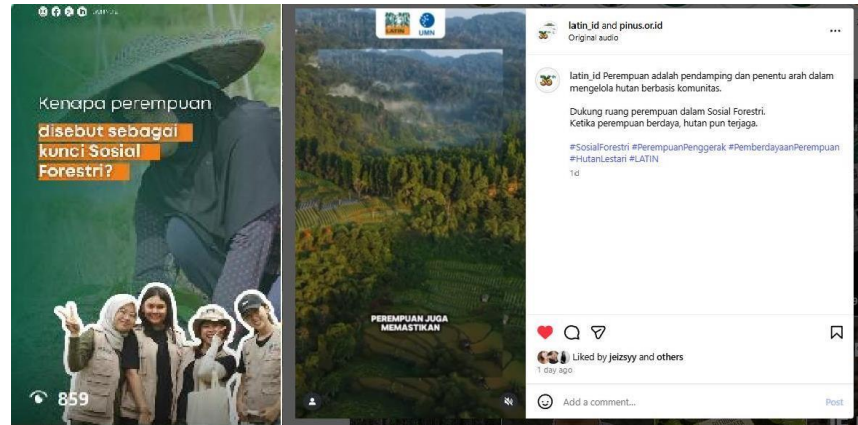 Kenapa perempuan
disebut sebagai
kunci Sosial
Forestri?
859
LATIN
UMN
PEREMPUAN JUGA
MEMASTIKAN
latin_id and pinus.or.id
Original audio
latin_id Perempuan adalah pendamping dan penentu arah dalam
mengelola hutan berbasis komunitas.
Dukung ruang perempuan dalam Sosial Forestri.
Ketika perempuan berdaya, hutan pun terjaga.
#SosialForestri #PerempuanPenggerak #PemberdayaanPerempuan
#HutanLestari #LATIN
1d
Liked by jeizsyy and others
1 day ago
Add a comment...
Post